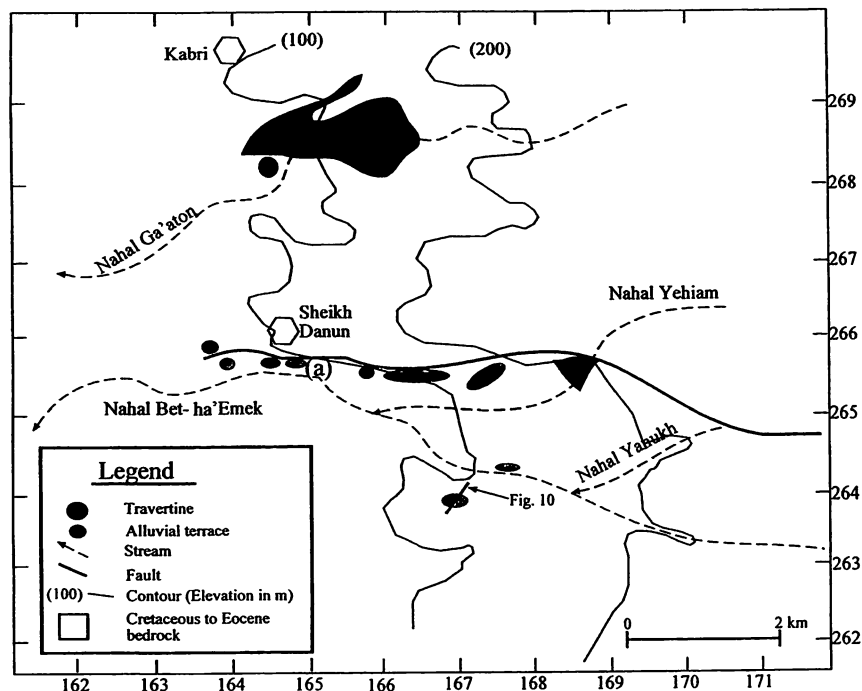 Kabri
(100)
(200)
269
268
Nahal Ga'aton
267
Nahal Yehiam
Sheikh
Danun
266
(a)
Nahal Bet- ha'Emek
265
Nahal Yanukh
264
Fig. 10
263
262
Legend
Travertine
Alluvial terrace
Stream
Fault
(100) Contour (Elevation in m)
Cretaceous to Eocene
bedrock
0 2 km
162 163 164 165 166 167 168 169 170 171